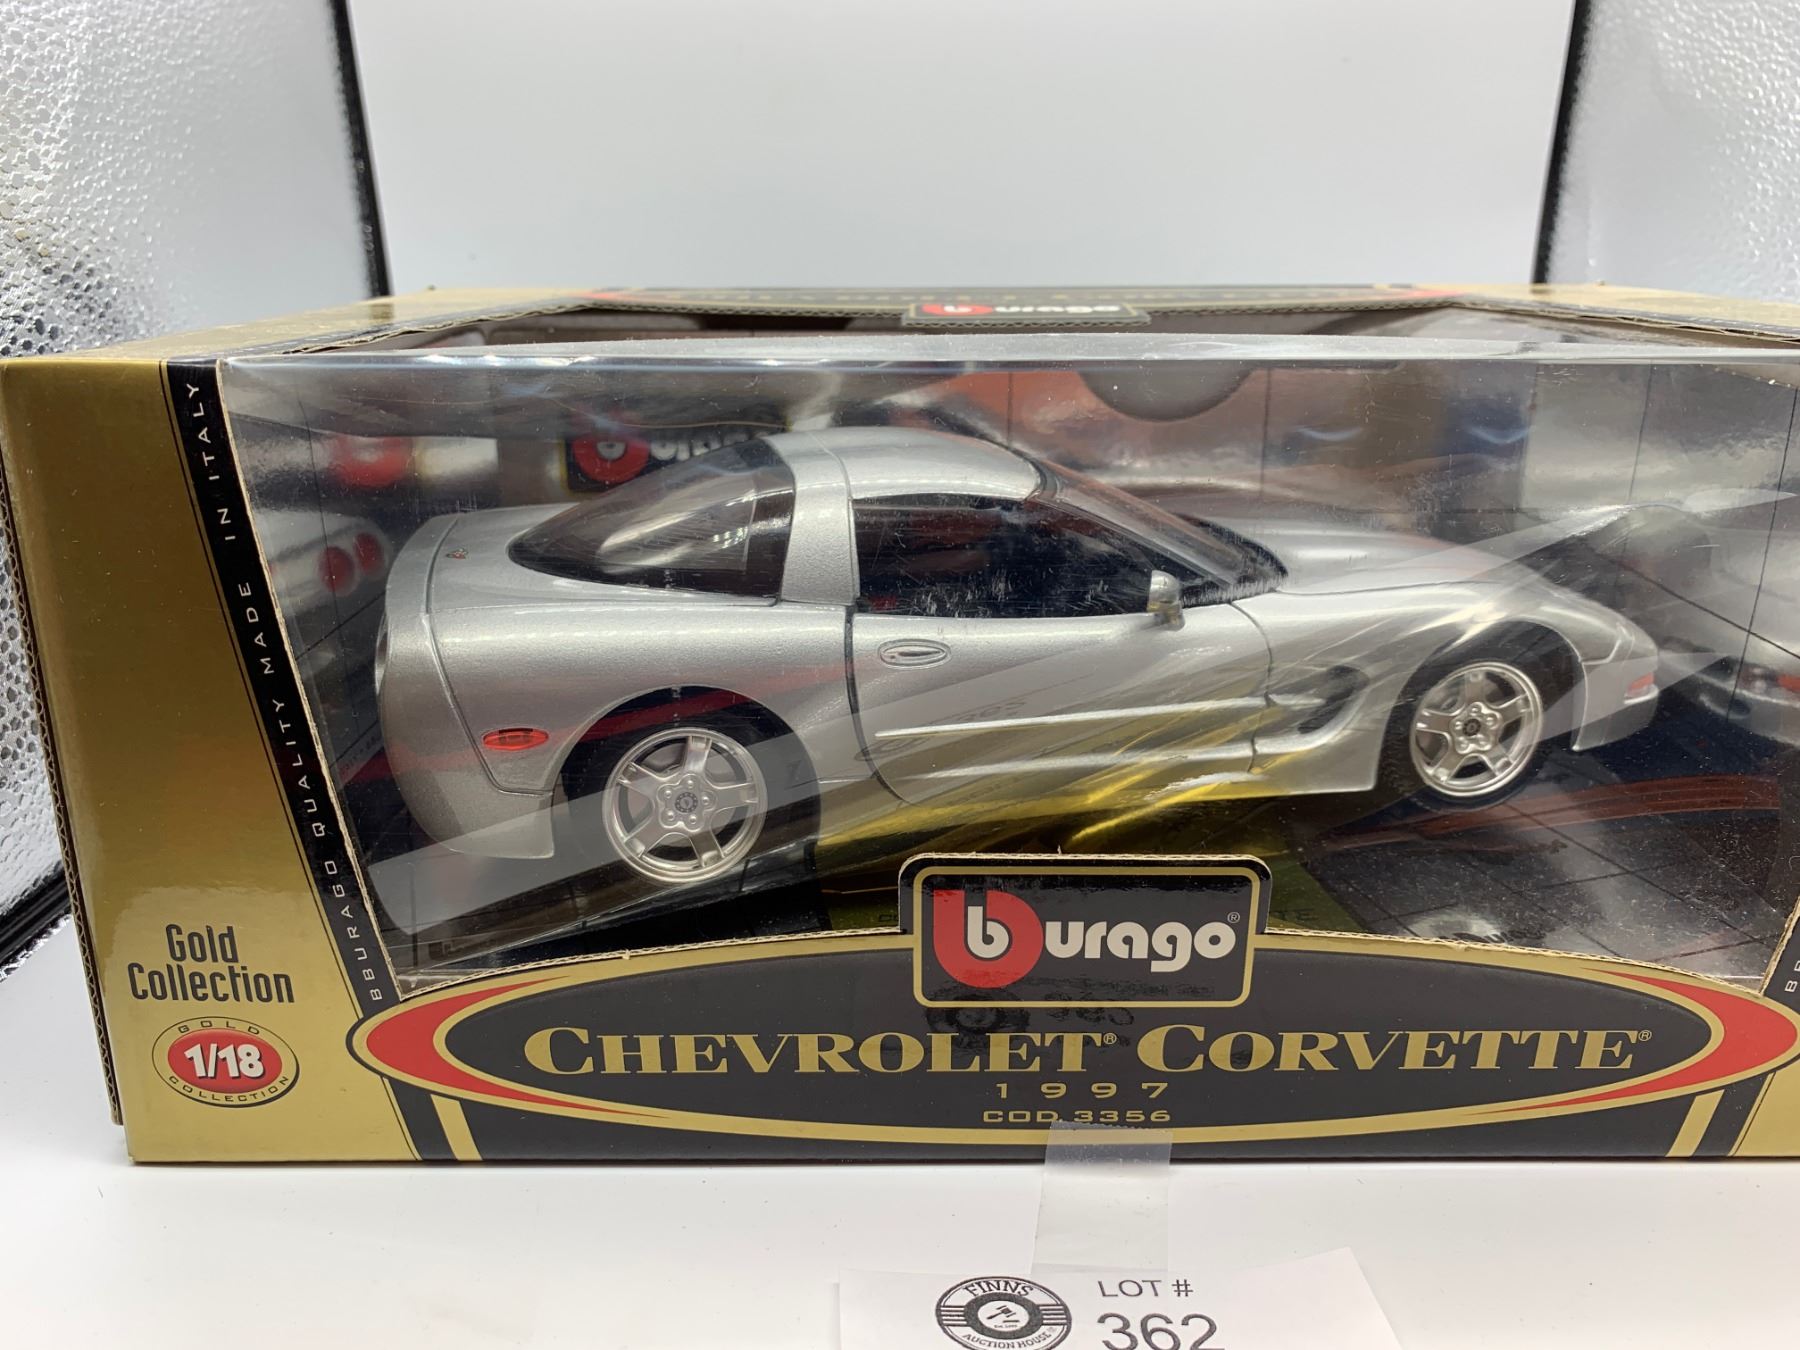 burago
BBURAGO QUALITY MADE IN ITALY
burago
Gold
Collection
GOLD
1/18
COLLECTION
burago®
CHEVROLET® CORVETTE®
1997
COD.3356
FINNS
AUCTION HOUSE
LOT #
362